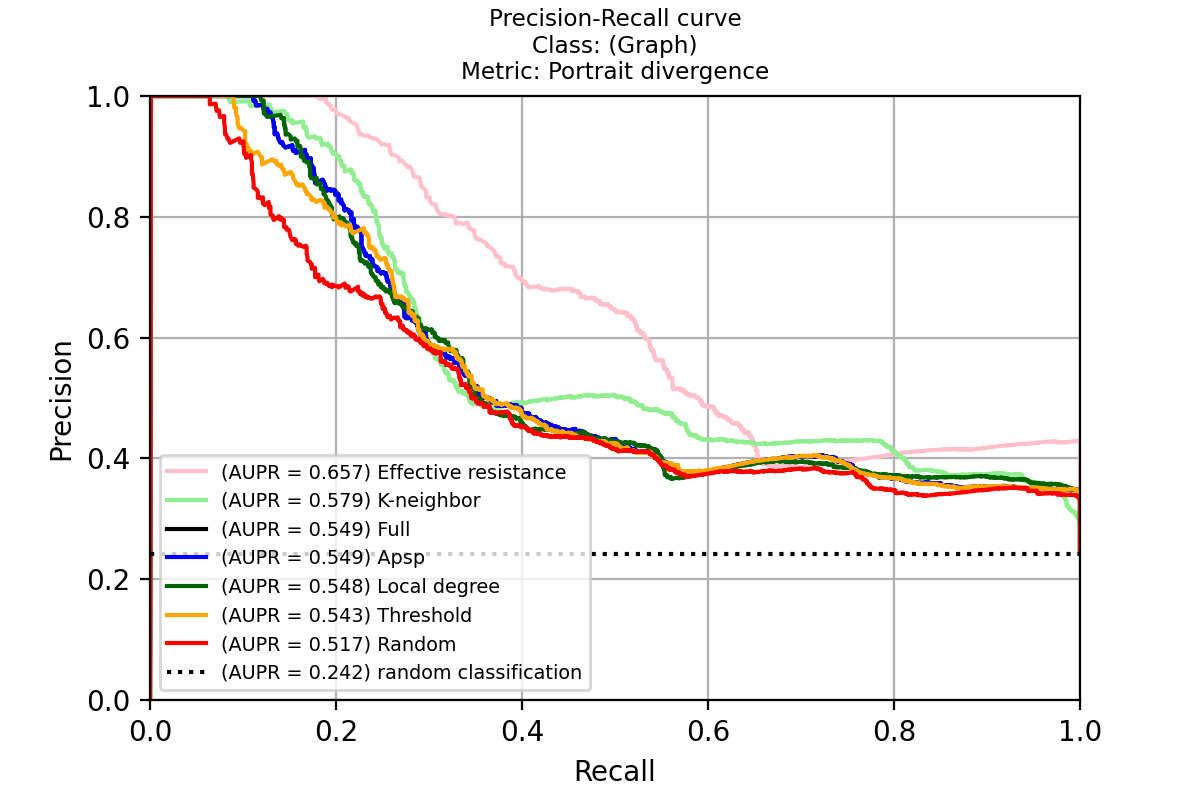 Precision-Recall curve
Class: (Graph)
Metric: Portrait divergence
1.0
0.8
0.6
0.4
0.2
0.0
Precision
(AUPR = 0.657) Effective resistance
(AUPR = 0.579) K-neighbor
(AUPR = 0.549) Full
(AUPR = 0.549) Apsp
(AUPR = 0.548) Local degree
(AUPR = 0.543) Threshold
(AUPR = 0.517) Random
(AUPR = 0.242) random classification
0.0 0.2 0.4 0.6 0.8 1.0
Recall